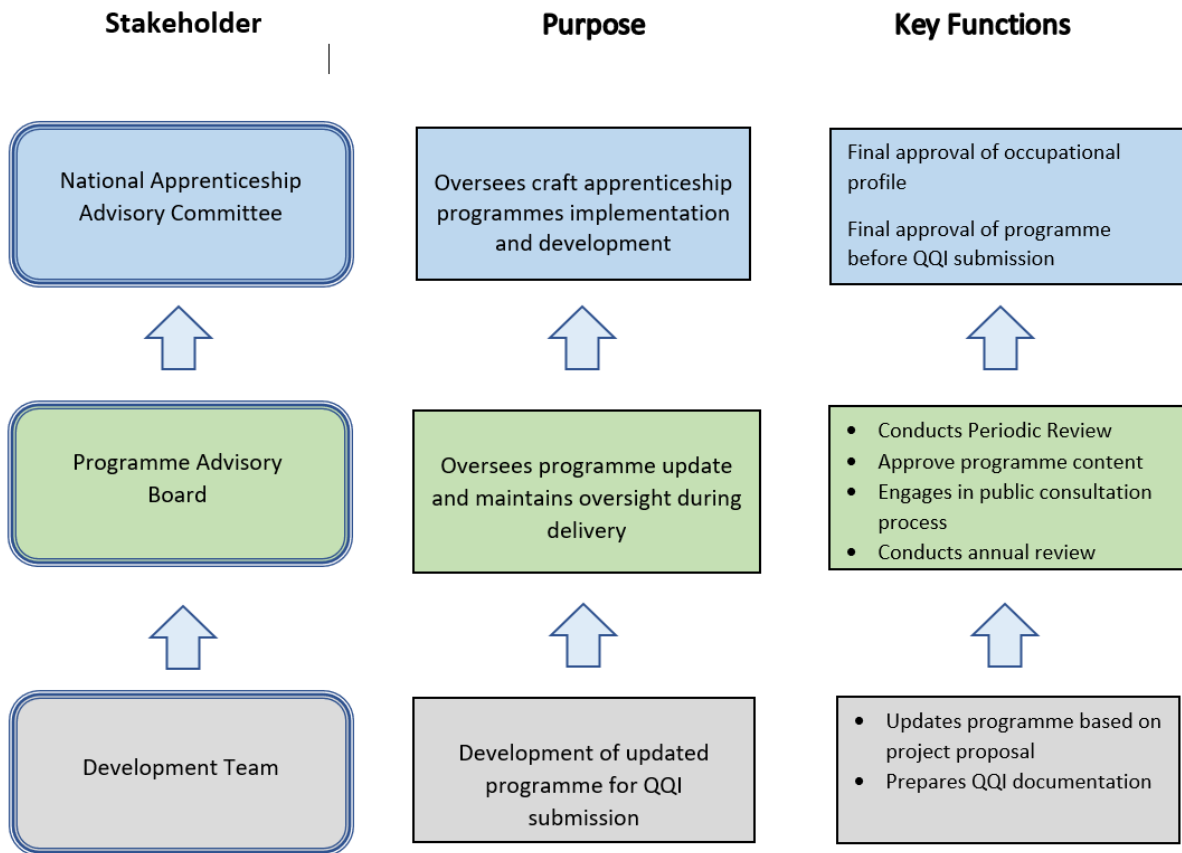 Stakeholder
Purpose
Key Functions
National Apprenticeship
Advisory Committee
Oversees craft apprenticeship
programmes implementation
and development
Final approval of occupational
profile
Final approval of programme
before QQI submission
Programme Advisory
Board
Oversees programme update
and maintains oversight during
delivery
• Conducts Periodic Review
• Approve programme content
• Engages in public consultation
process
• Conducts annual review
Development Team
Development of updated
programme for QQI
submission
• Updates programme based on
project proposal
• Prepares QQI documentation